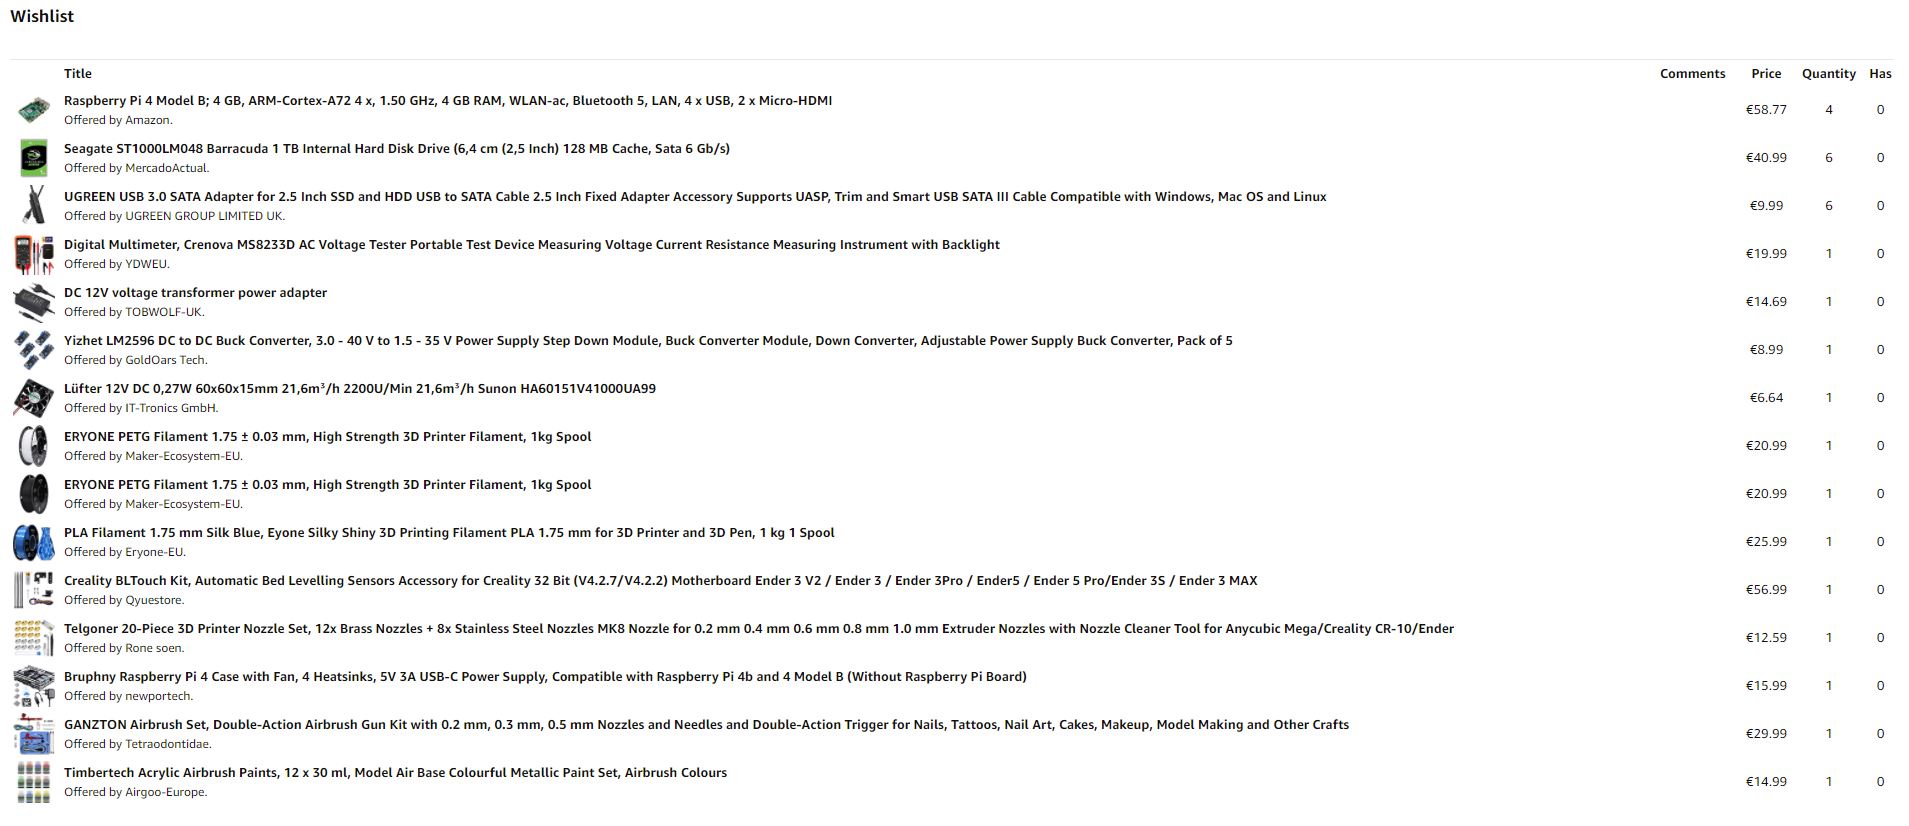 Wishlist
Title Comments Price Quantity Has
Raspberry Pi 4 Model B; 4 GB, ARM-Cortex-A72 4 x, 1.50 GHz, 4 GB RAM, WLAN-ac, Bluetooth 5, LAN, 4 x USB, 2 x Micro-HDMI
Offered by Amazon.
€58.77 4 0
Seagate ST1000LM048 Barracuda 1 TB Internal Hard Disk Drive (6,4 cm (2,5 Inch) 128 MB Cache, Sata 6 Gb/s)
Offered by MercadoActual.
€40.99 6 0
UGREEN USB 3.0 SATA Adapter for 2.5 Inch SSD and HDD USB to SATA Cable 2.5 Inch Fixed Adapter Accessory Supports UASP, Trim and Smart USB SATA III Cable Compatible with Windows, Mac OS and Linux
Offered by UGREEN GROUP LIMITED UK.
€9.99 6 0
Digital Multimeter, Crenova MS8233D AC Voltage Tester Portable Test Device Measuring Voltage Current Resistance Measuring Instrument with Backlight
Offered by YDWEU.
€19.99 1 0
DC 12V voltage transformer power adapter
Offered by TOBWOLF-UK.
€14.69 1 0
Yizhet LM2596 DC to DC Buck Converter, 3.0 - 40 V to 1.5 - 35 V Power Supply Step Down Module, Buck Converter Module, Down Converter, Adjustable Power Supply Buck Converter, Pack of 5
Offered by GoldOars Tech.
€8.99 1 0
Lüfter 12V DC 0,27W 60x60x15mm 21,6m³/h 2200U/Min 21,6m³/h Sunon HA60151V41000UA99
Offered by IT-Tronics GmbH.
€6.64 1 0
ERYONE PETG Filament 1.75 ± 0.03 mm, High Strength 3D Printer Filament, 1kg Spool
Offered by Maker-Ecosystem-EU.
€20.99 1 0
ERYONE PETG Filament 1.75 ± 0.03 mm, High Strength 3D Printer Filament, 1kg Spool
Offered by Maker-Ecosystem-EU.
€20.99 1 0
PLA Filament 1.75 mm Silk Blue, Eyone Silky Shiny 3D Printing Filament PLA 1.75 mm for 3D Printer and 3D Pen, 1 kg 1 Spool
Offered by Eryone-EU.
€25.99 1 0
Creality BLTouch Kit, Automatic Bed Levelling Sensors Accessory for Creality 32 Bit (V4.2.7/V4.2.2) Motherboard Ender 3 V2 / Ender 3 / Ender 3Pro / Ender5 / Ender 5 Pro/Ender 3S / Ender 3 MAX
Offered by Qyuestore.
€56.99 1 0
Telgoner 20-Piece 3D Printer Nozzle Set, 12x Brass Nozzles + 8x Stainless Steel Nozzles MK8 Nozzle for 0.2 mm 0.4 mm 0.6 mm 0.8 mm 1.0 mm Extruder Nozzles with Nozzle Cleaner Tool for Anycubic Mega/Creality CR-10/Ender
Offered by Rone soen.
€12.59 1 0
Bruphny Raspberry Pi 4 Case with Fan, 4 Heatsinks, 5V 3A USB-C Power Supply, Compatible with Raspberry Pi 4b and 4 Model B (Without Raspberry Pi Board)
Offered by newportech.
€15.99 1 0
GANZTON Airbrush Set, Double-Action Airbrush Gun Kit with 0.2 mm, 0.3 mm, 0.5 mm Nozzles and Needles and Double-Action Trigger for Nails, Tattoos, Nail Art, Cakes, Makeup, Model Making and Other Crafts
Offered by Tetraodontidae.
€29.99 1 0
Timbertech Acrylic Airbrush Paints, 12 x 30 ml, Model Air Base Colourful Metallic Paint Set, Airbrush Colours
Offered by Airgoo-Europe.
€14.99 1 0